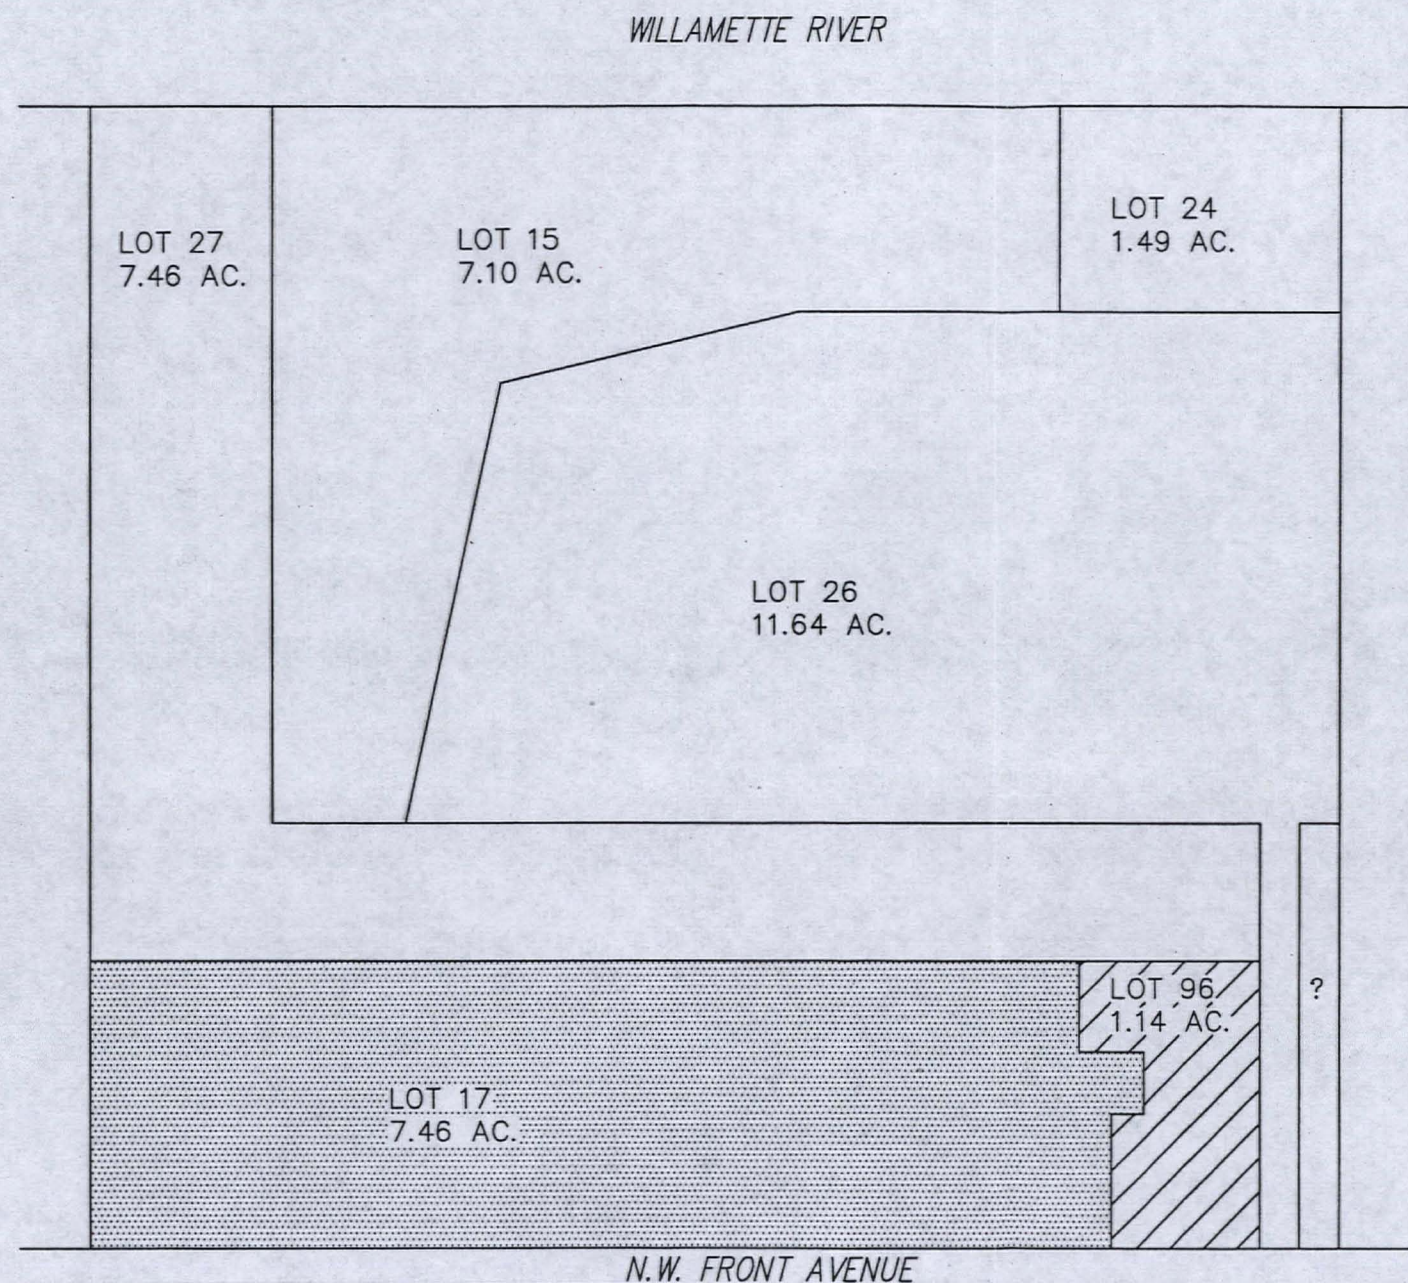 WILLAMETTE RIVER
LOT 27
7.46 AC.
LOT 15
7.10 AC.
LOT 24
1.49 AC.
LOT 26
11.64 AC.
LOT 96
1.14 AC.
?
LOT 17
7.46 AC.
N.W. FRONT AVENUE